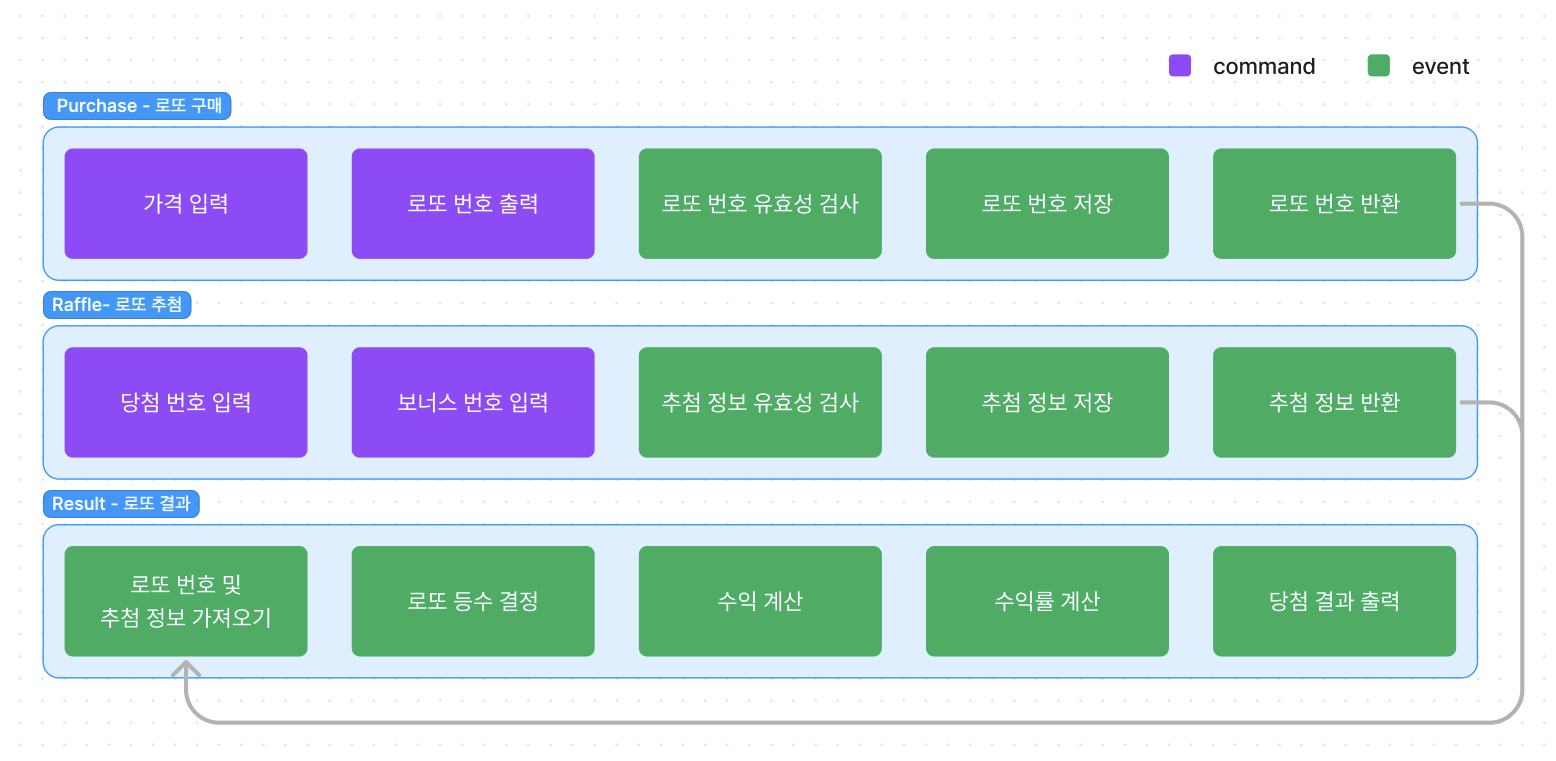 command
event
Purchase - 로또 구매
가격 입력
로또 번호 출력
로또 번호 유효성 검사
로또 번호 저장
로또 번호 반환
Raffle- 로또 추첨
당첨 번호 입력
보너스 번호 입력
추첨 정보 유효성 검사
추첨 정보 저장
추첨 정보 반환
Result - 로또 결과
로또 번호 및
추첨 정보 가져오기
로또 등수 결정
수익 계산
수익률 계산
당첨 결과 출력